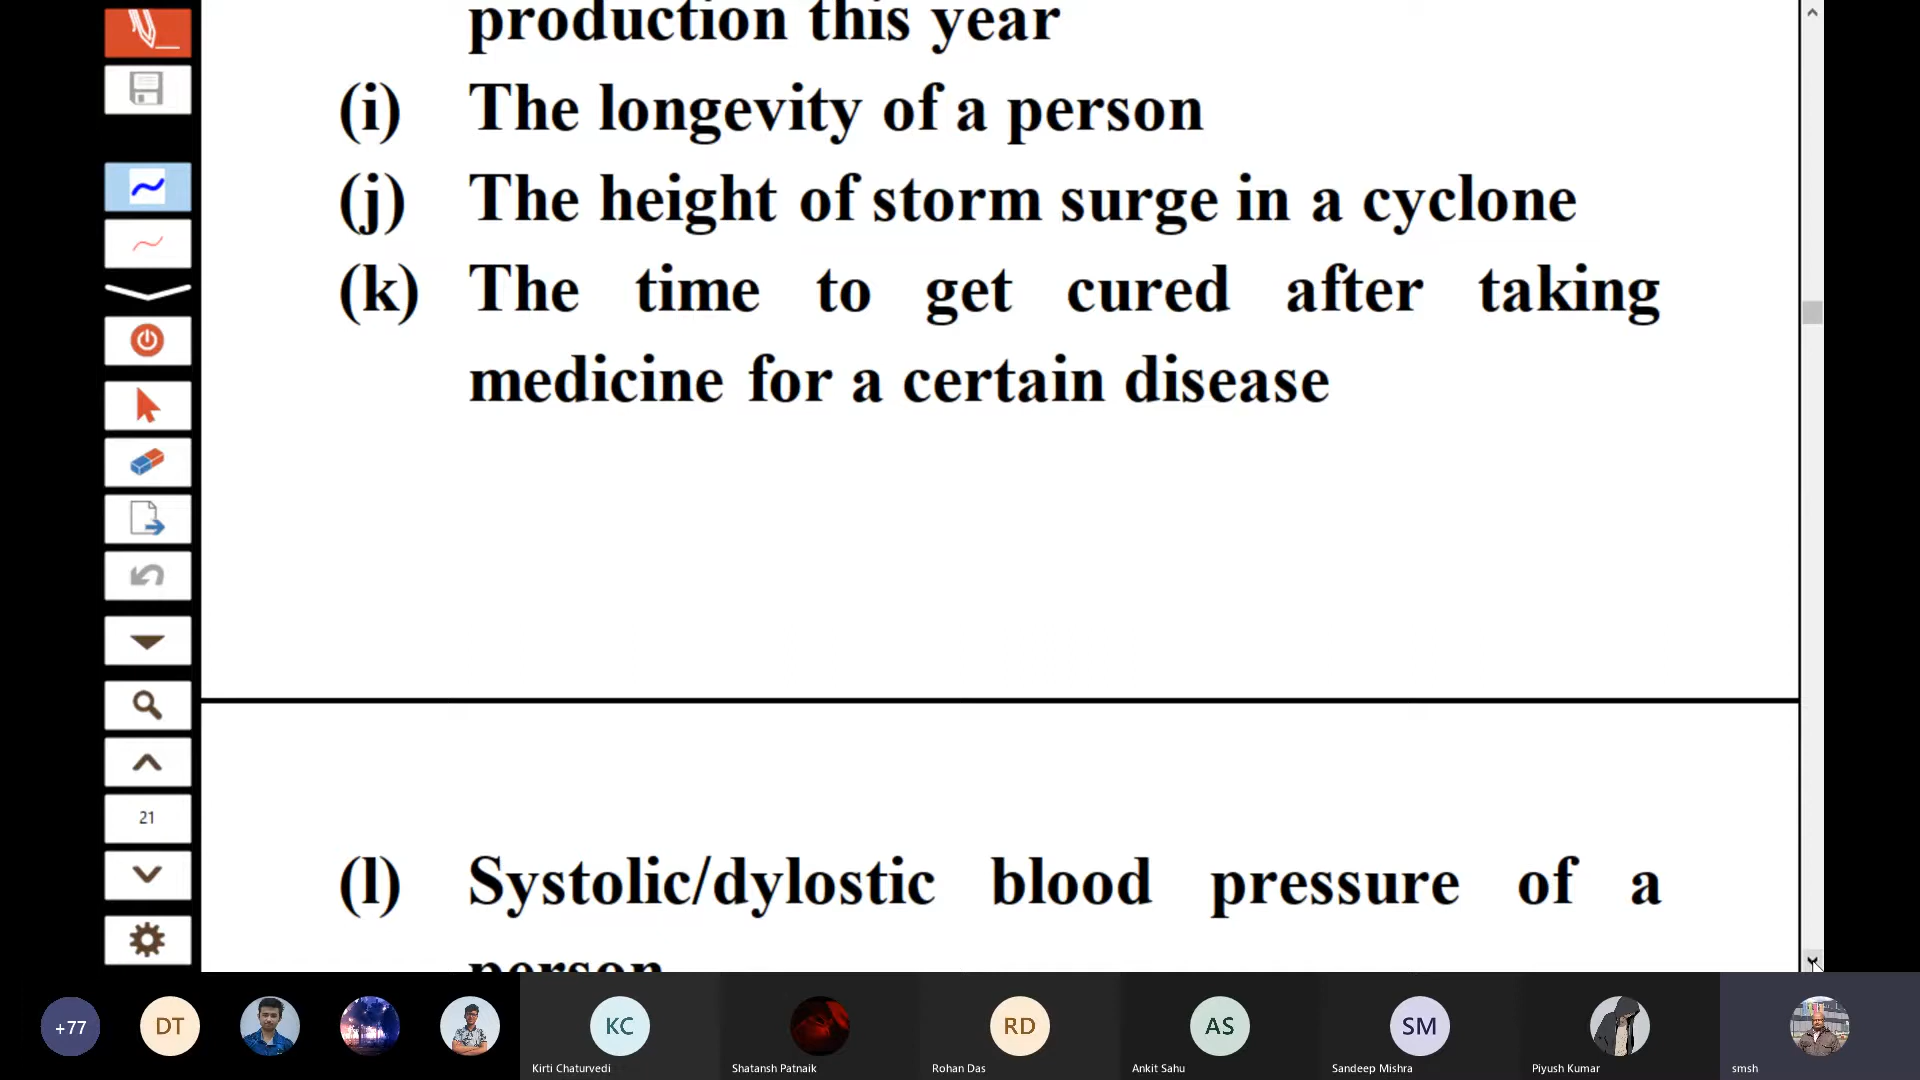 production this year
(i) The longevity of a person
(j) The height of storm surge in a cyclone
(k) The time to get cured after taking
medicine for a certain disease
21
(l) Systolic/dylostic blood pressure of a
person
+77 DT KC RD AS SM
Kirti Chaturvedi Shatansh Patnaik Rohan Das Ankit Sahu Sandeep Mishra Piyush Kumar smsh